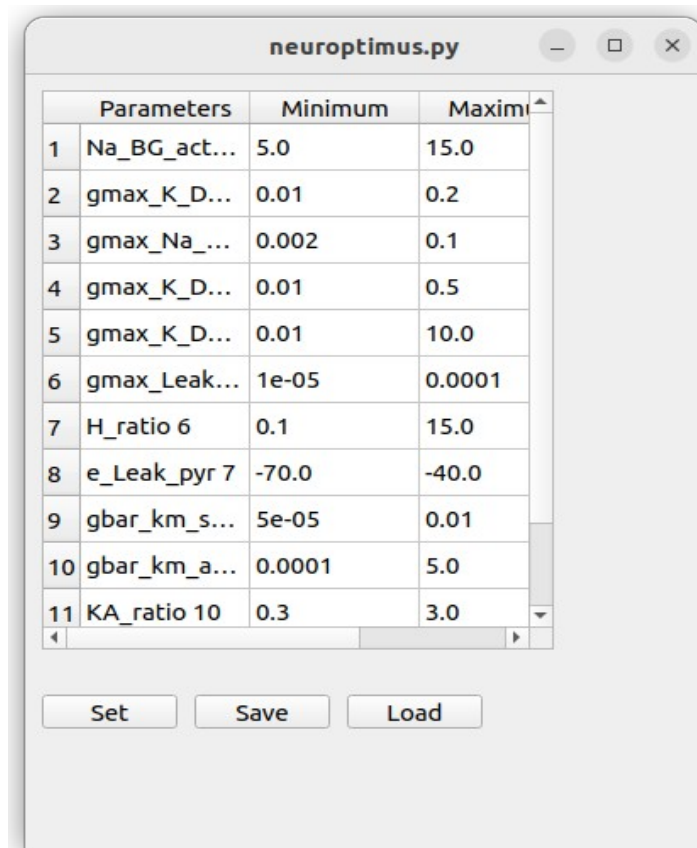 neuroptimus.py
Parameters Minimum Maximu
1 Na_BG_act... 5.0 15.0
2 gmax_K_D... 0.01 0.2
3 gmax_Na_... 0.002 0.1
4 gmax_K_D... 0.01 0.5
5 gmax_K_D... 0.01 10.0
6 gmax_Leak... 1e-05 0.0001
7 H_ratio 6 0.1 15.0
8 e_Leak_pyr 7 -70.0 -40.0
9 gbar_km_s... 5e-05 0.01
10 gbar_km_a... 0.0001 5.0
11 KA_ratio 10 0.3 3.0
Set Save Load